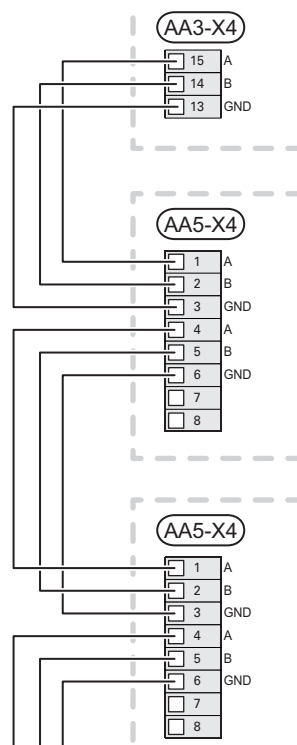 AA3-X4
15 A
14 B
13 GND
AA5-X4
1 A
2 B
3 GND
4 A
5 B
6 GND
7
8
AA5-X4
1 A
2 B
3 GND
4 A
5 B
6 GND
7
8